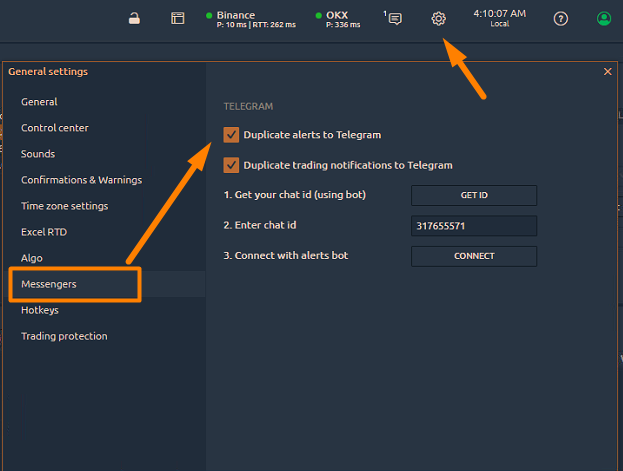 Binance
P: 10 ms | RTT: 262 ms
OKX
P: 336 ms
1
4:10:07 AM
Local
General settings
General
Control center
Sounds
Confirmations & Warnings
Time zone settings
Excel RTD
Algo
Messengers
Hotkeys
Trading protection
TELEGRAM
Duplicate alerts to Telegram
Duplicate trading notifications to Telegram
1. Get your chat id (using bot)
GET ID
2. Enter chat id
317655571
3. Connect with alerts bot
CONNECT